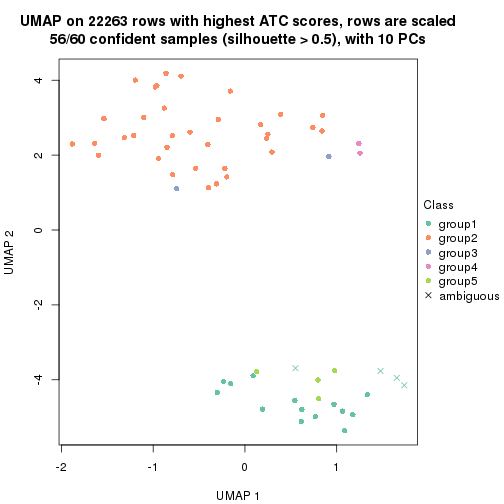 UMAP on 22263 rows with highest ATC scores, rows are scaled
56/60 confident samples (silhouette > 0.5), with 10 PCs
4
2
0
-2
-4
UMAP 2
-2
-1
0
1
UMAP 1
Class
group1
group2
group3
group4
group5
ambiguous